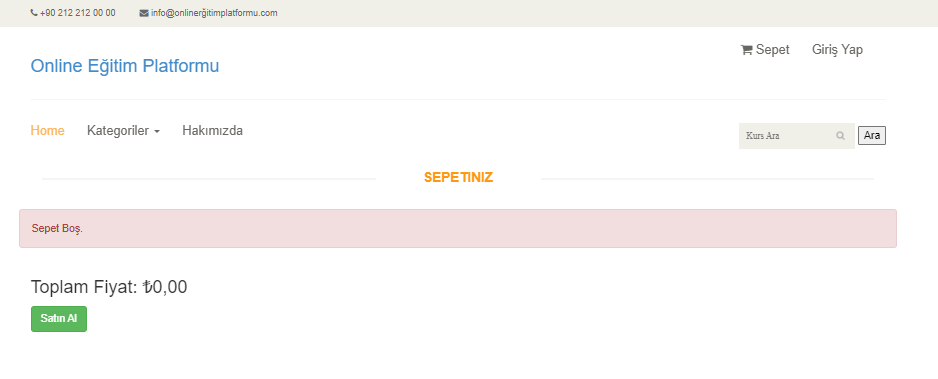 +90 212 212 00 00 info@onlinerğitimplatformu.com
Sepet Giriş Yap
Online Eğitim Platformu
Home Kategoriler Hakımızda
Kurs Ara Ara
SEPETINIZ
Sepet Boş.
Toplam Fiyat: ₺0,00
Satın Al